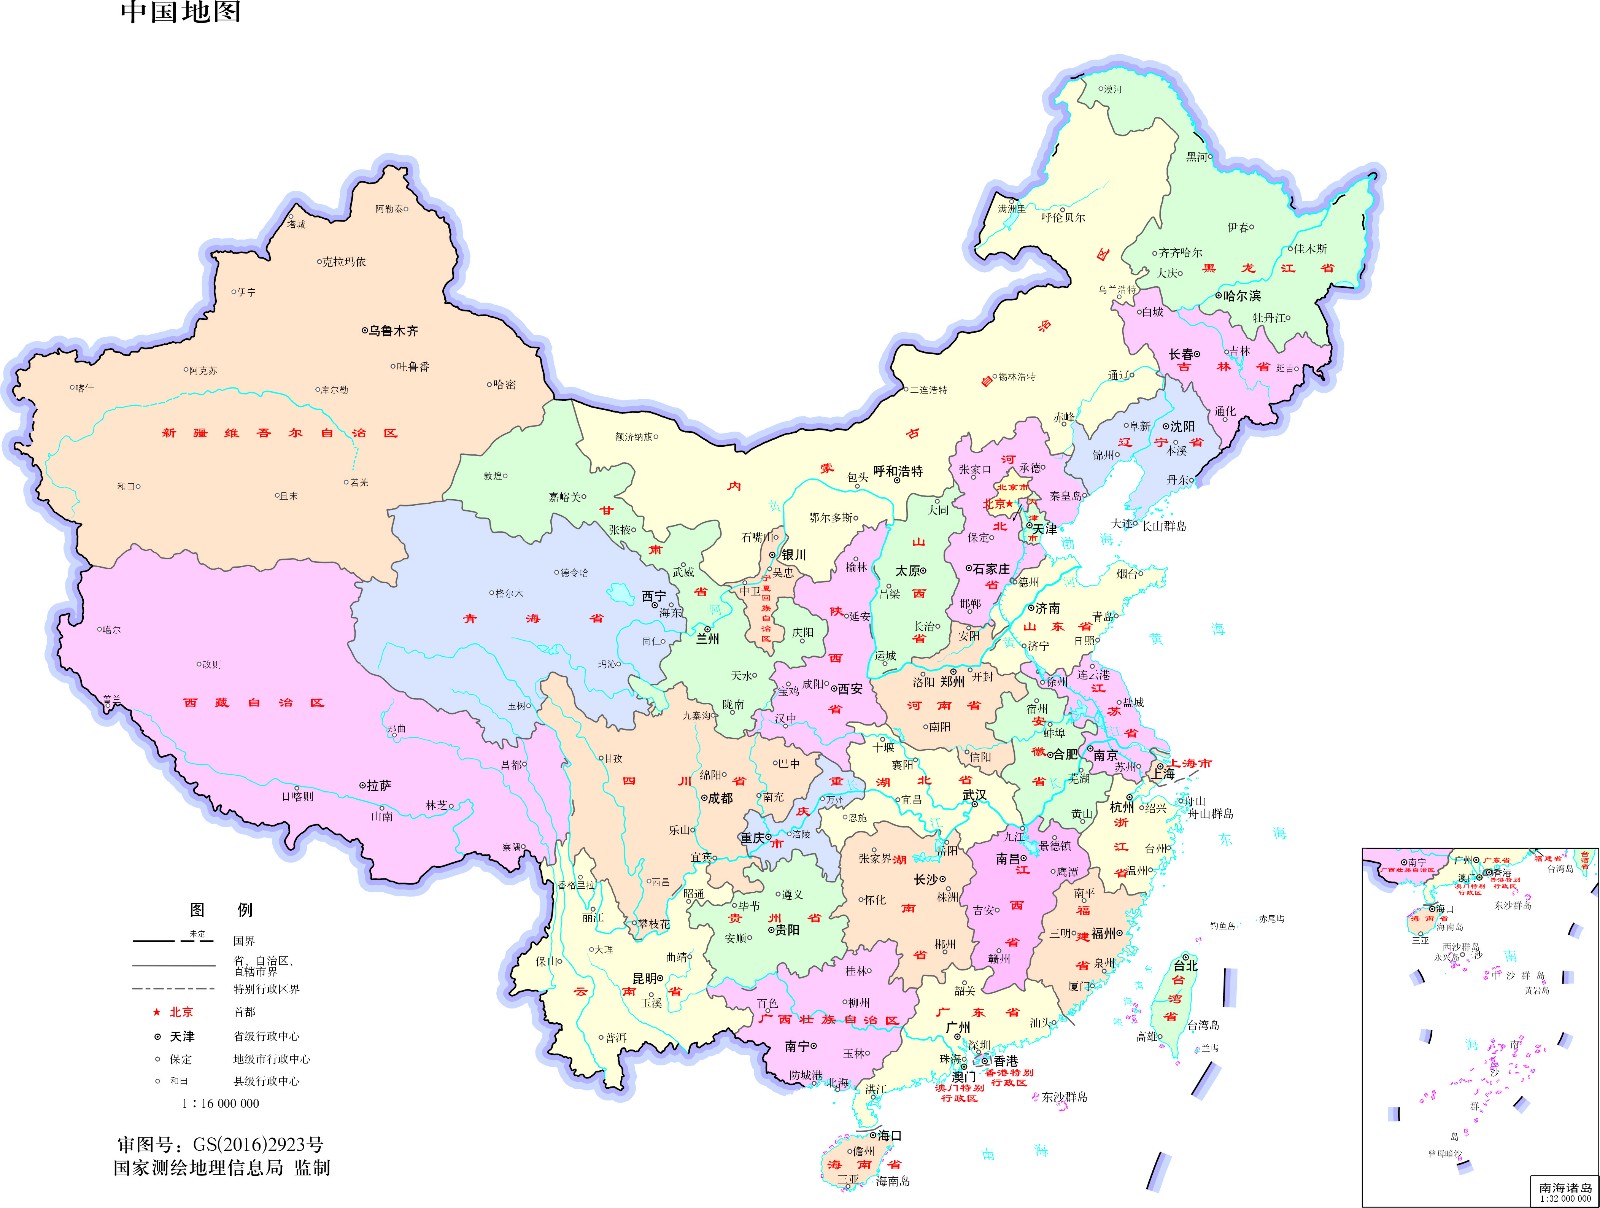 中国地图
漠河
黑河
满洲里
呼伦贝尔
伊春
佳木斯
齐齐哈尔
大庆
黑龙江省
哈尔滨
牡丹江
乌兰浩特
白城
长春
吉林
吉林省
延吉
通化
阿勒泰
塔城
克拉玛依
伊宁
乌鲁木齐
吐鲁番
哈密
阿克苏
库尔勒
喀什
新疆维吾尔自治区
和田
且末
若羌
内蒙古自治区
锡林浩特
二连浩特
通辽
赤峰
额济纳旗
包头
呼和浩特
鄂尔多斯
阜新
沈阳
辽宁省
本溪
锦州
丹东
大连
长山群岛
河北省
张家口
承德
北京市
北京
秦皇岛
天津市
天津
保定
石家庄
邯郸
渤海
敦煌
嘉峪关
甘肃省
张掖
武威
兰州
庆阳
天水
陇南
石嘴山
银川
吴忠
中卫
宁夏回族自治区
大同
山西省
太原
吕梁
长治
运城
榆林
延安
陕西省
宝鸡
咸阳
西安
汉中
德州
济南
山东省
烟台
青岛
日照
济宁
黄海
德令哈
格尔木
西宁
海东
青海省
同仁
玛沁
玉树
噶尔
改则
普兰
西藏自治区
那曲
昌都
拉萨
日喀则
山南
林芝
察隅
安阳
洛阳
郑州
开封
河南省
南阳
信阳
徐州
连云港
江苏省
盐城
南京
苏州
上海市
上海
宿州
安徽省
蚌埠
合肥
芜湖
黄山
九寨沟
甘孜
四川省
绵阳
巴中
成都
南充
乐山
宜宾
西昌
攀枝花
重庆市
重庆
万州
涪陵
十堰
襄阳
湖北省
宜昌
武汉
恩施
杭州
绍兴
舟山
舟山群岛
浙江省
台州
温州
东海
张家界
岳阳
湖南省
长沙
株洲
怀化
郴州
九江
景德镇
南昌
鹰潭
江西省
吉安
赣州
南平
福建省
三明
福州
泉州
厦门
钓鱼岛
赤尾屿
台北
台湾省
台湾岛
高雄
兰屿
遵义
毕节
贵州省
贵阳
安顺
香格里拉
丽江
昭通
大理
保山
曲靖
昆明
云南省
玉溪
普洱
桂林
百色
柳州
广西壮族自治区
南宁
玉林
防城港
北海
韶关
广东省
汕头
广州
深圳
珠海
香港
香港特别
行政区
澳门
澳门特别
行政区
湛江
东沙群岛
海口
儋州
海南省
三亚
海南岛
南海
图例
未定
国界
省、自治区、
直辖市界
特别行政区界
北京
首都
天津
省级行政中心
保定
地级市行政中心
和田
县级行政中心
1：16 000 000
审图号：GS(2016)2923号
国家测绘地理信息局 监制
南宁
广西壮族自治区
广州
广东省
福建省
台湾省
台湾岛
香港
香港特别
行政区
澳门
澳门特别
行政区
东沙群岛
海口
海南省
海南岛
三亚
西沙群岛
永兴岛
中沙群岛
黄岩岛
南海
南沙群岛
曾母暗沙
南海诸岛
1:32 000 000